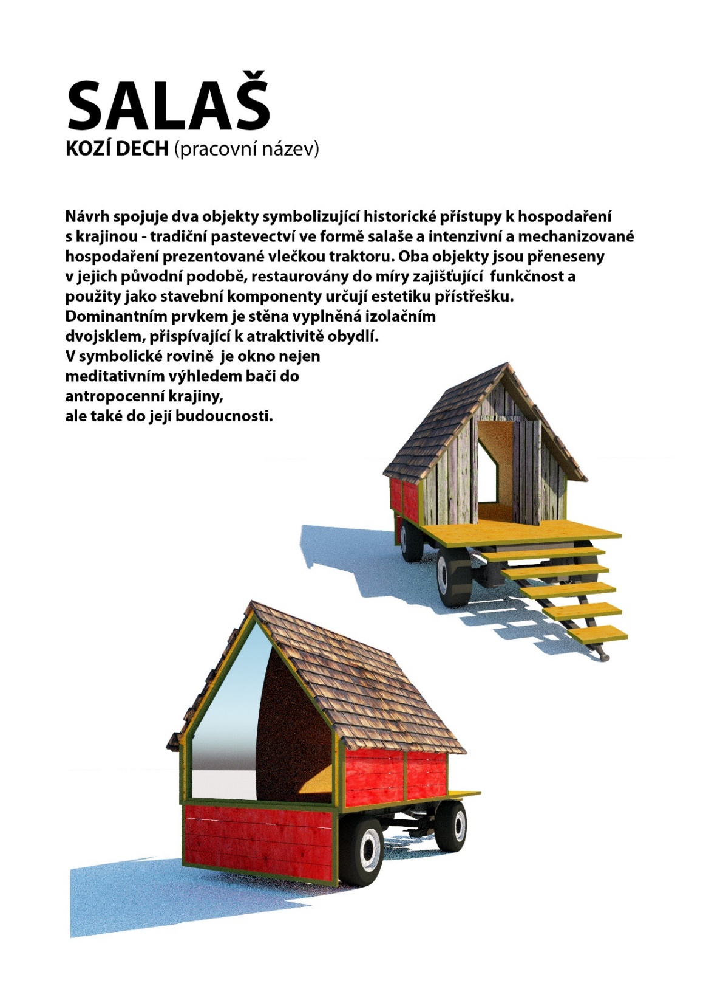 SALAŠ
KOZÍ DECH (pracovní název)
Návrh spojuje dva objekty symbolizující historické přístupy k hospodaření
s krajinou - tradiční pastevectví ve formě salaše a intenzivní a mechanizované
hospodaření prezentované vlečkou traktoru. Oba objekty jsou přeneseny
v jejich původní podobě, restaurovány do míry zajišťující  funkčnost a
použity jako stavební komponenty určují estetiku přístřešku.
Dominantním prvkem je stěna vyplněná izolačním
dvojsklem, přispívající k atraktivitě obydlí.
V symbolické rovině  je okno nejen
meditativním výhledem bači do
antropocenní krajiny,
ale také do její budoucnosti.